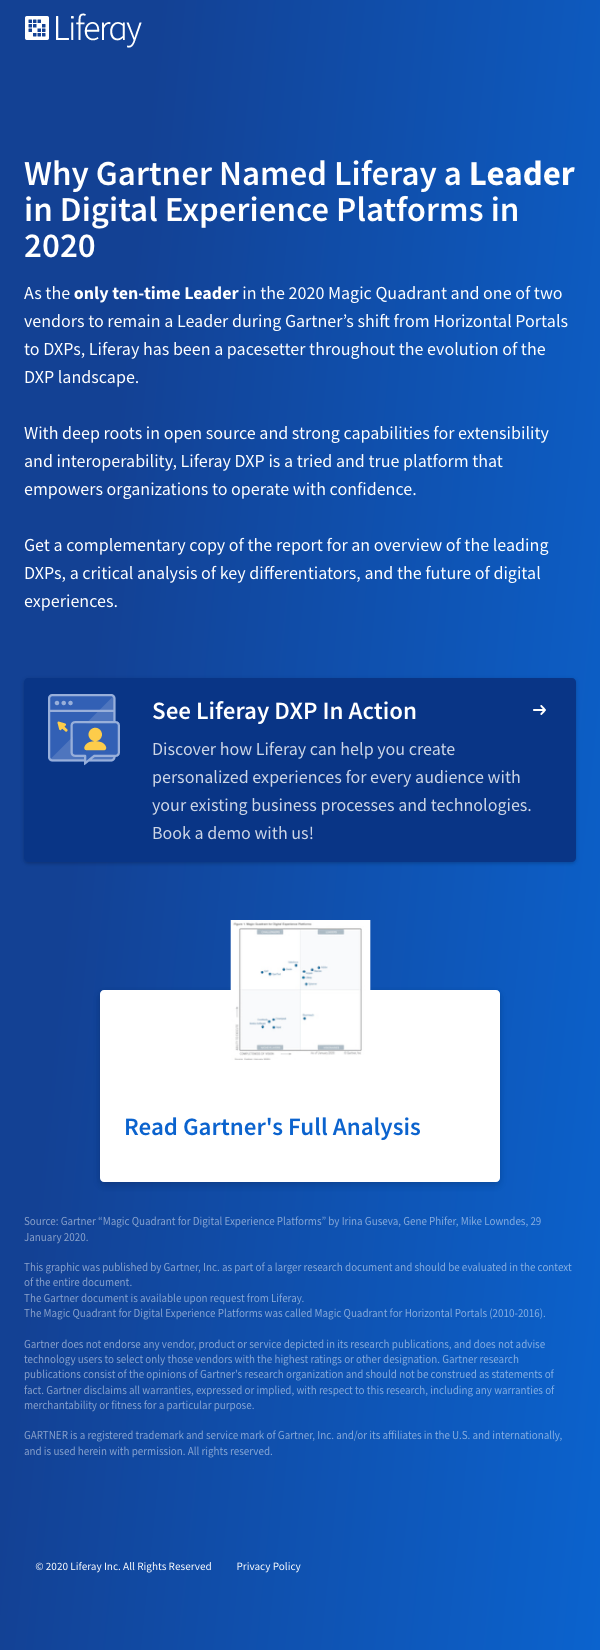 Liferay
Why Gartner Named Liferay a Leader
in Digital Experience Platforms in
2020
As the only ten-time Leader in the 2020 Magic Quadrant and one of two
vendors to remain a Leader during Gartner’s shift from Horizontal Portals
to DXPs, Liferay has been a pacesetter throughout the evolution of the
DXP landscape.
With deep roots in open source and strong capabilities for extensibility
and interoperability, Liferay DXP is a tried and true platform that
empowers organizations to operate with confidence.
Get a complementary copy of the report for an overview of the leading
DXPs, a critical analysis of key differentiators, and the future of digital
experiences.
See Liferay DXP In Action
Discover how Liferay can help you create
personalized experiences for every audience with
your existing business processes and technologies.
Book a demo with us!
Read Gartner's Full Analysis
Source: Gartner “Magic Quadrant for Digital Experience Platforms” by Irina Guseva, Gene Phifer, Mike Lowndes, 29
January 2020.
This graphic was published by Gartner, Inc. as part of a larger research document and should be evaluated in the context
of the entire document.
The Gartner document is available upon request from Liferay.
The Magic Quadrant for Digital Experience Platforms was called Magic Quadrant for Horizontal Portals (2010-2016).
Gartner does not endorse any vendor, product or service depicted in its research publications, and does not advise
technology users to select only those vendors with the highest ratings or other designation. Gartner research
publications consist of the opinions of Gartner's research organization and should not be construed as statements of
fact. Gartner disclaims all warranties, expressed or implied, with respect to this research, including any warranties of
merchantability or fitness for a particular purpose.
GARTNER is a registered trademark and service mark of Gartner, Inc. and/or its affiliates in the U.S. and internationally,
and is used herein with permission. All rights reserved.
© 2020 Liferay Inc. All Rights Reserved Privacy Policy